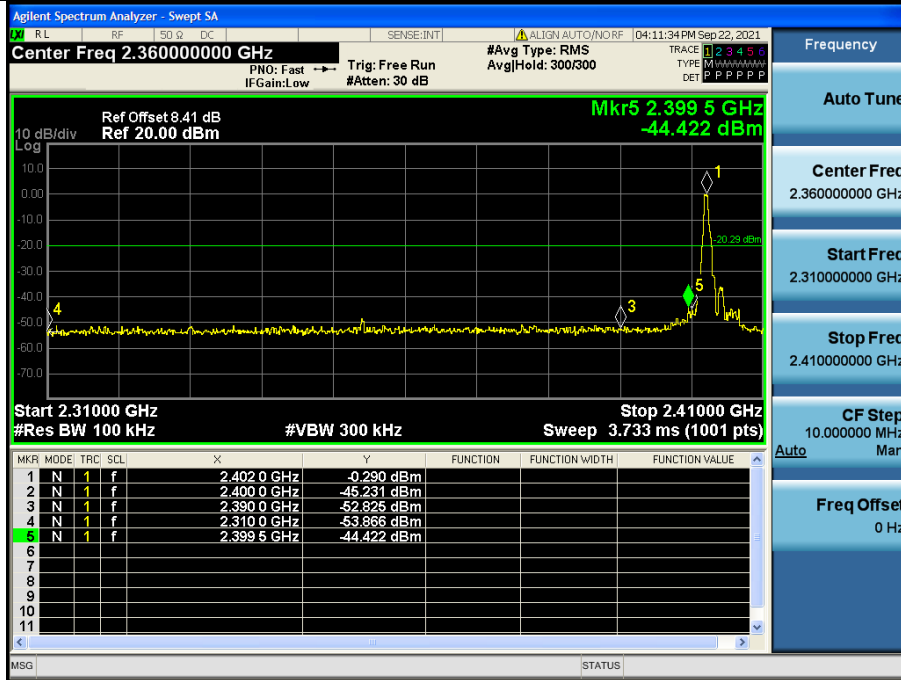 Agilent Spectrum Analyzer - Swept SA
LXI RL RF 50 Ω DC SENSE:INT ALIGN AUTO/NO RF 04:11:34 PM Sep 22, 2021
Center Freq 2.360000000 GHz
PNO: Fast
IFGain:Low
Trig: Free Run
#Atten: 30 dB
#Avg Type: RMS
Avg|Hold: 300/300
TRACE 1 2 3 4 5 6
TYPE M W W W W W
DET P P P P P P
Ref Offset 8.41 dB
Ref 20.00 dBm
10 dB/div
Log
Mkr5 2.399 5 GHz
-44.422 dBm
10.0
0.00
-10.0
-20.0
-30.0
-40.0
-50.0
-60.0
-70.0
1
-20.29 dBm
5
4
3
Start 2.31000 GHz
Stop 2.41000 GHz
#Res BW 100 kHz
#VBW 300 kHz
Sweep 3.733 ms (1001 pts)
MKR MODE TRC SCL X Y FUNCTION FUNCTION WIDTH FUNCTION VALUE
1 N 1 f 2.402 0 GHz -0.290 dBm
2 N 1 f 2.400 0 GHz -45.231 dBm
3 N 1 f 2.390 0 GHz -52.825 dBm
4 N 1 f 2.310 0 GHz -53.866 dBm
5 N 1 f 2.399 5 GHz -44.422 dBm
6
7
8
9
10
11
MSG
STATUS
Frequency
Auto Tune
Center Freq
2.360000000 GHz
Start Freq
2.310000000 GHz
Stop Freq
2.410000000 GHz
CF Step
10.000000 MHz
Auto Man
Freq Offset
0 Hz